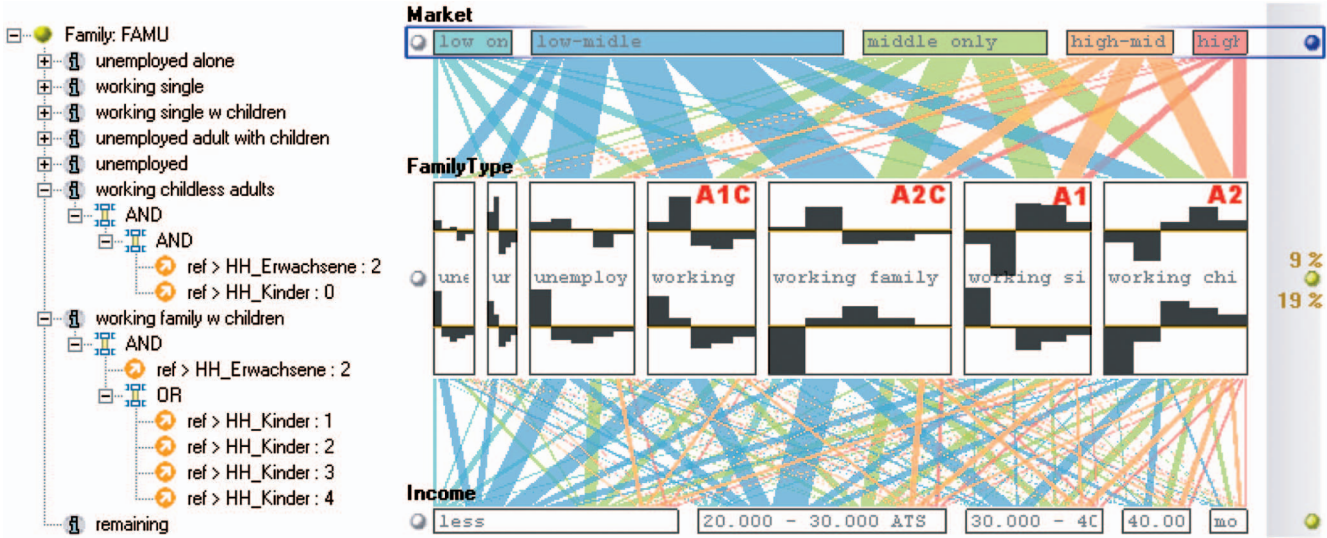 Family: FAMU
unemployed alone
working single
working single w children
unemployed adult with children
unemployed
working childless adults
AND
AND
ref > HH_Erwachsene : 2
ref > HH_Kinder : 0
working family w children
AND
ref > HH_Erwachsene : 2
OR
ref > HH_Kinder : 1
ref > HH_Kinder : 2
ref > HH_Kinder : 3
ref > HH_Kinder : 4
remaining
Market
low on low-midle middle only high-mid high
FamilyType
A1C A2C A1 A2
une ur unemploy working working family working si working chi
9 %
19 %
Income
less 20.000 - 30.000 ATS 30.000 - 40 40.00 mo